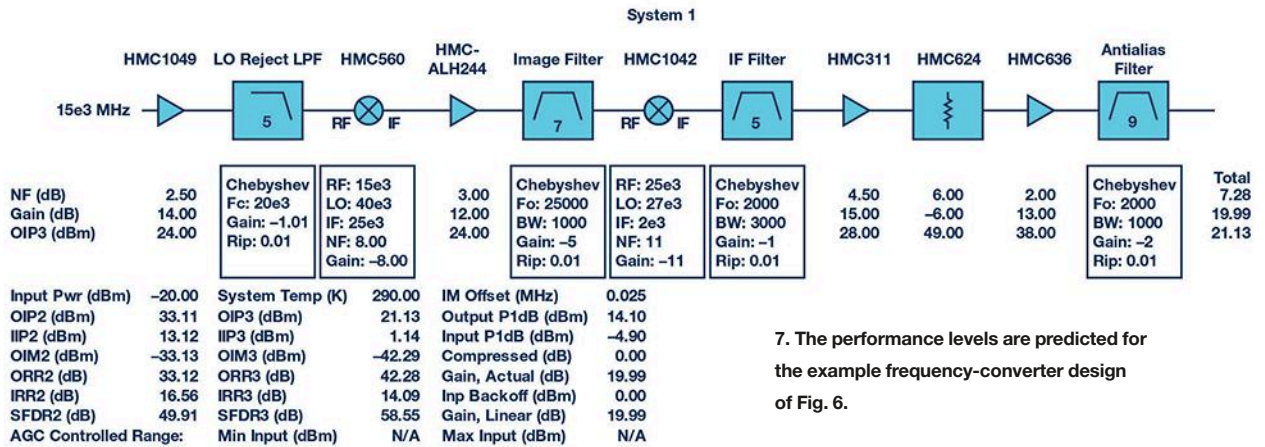 System 1
HMC1049 LO Reject LPF HMC560 HMC-ALH244 Image Filter HMC1042 IF Filter HMC311 HMC624 HMC636 Antialias Filter
15e3 MHz 5 RF IF 7 RF IF 5 9
Total
NF (dB) 2.50 3.00 4.50 6.00 2.00 7.28
Gain (dB) 14.00 12.00 15.00 -6.00 13.00 19.99
OIP3 (dBm) 24.00 24.00 28.00 49.00 38.00 21.13
Chebyshev
Fc: 20e3
Gain: –1.01
Rip: 0.01
RF: 15e3
LO: 40e3
IF: 25e3
NF: 8.00
Gain: –8.00
Chebyshev
Fo: 25000
BW: 1000
Gain: –5
Rip: 0.01
RF: 25e3
LO: 27e3
IF: 2e3
NF: 11
Gain: –11
Chebyshev
Fo: 2000
BW: 3000
Gain: –1
Rip: 0.01
Chebyshev
Fo: 2000
BW: 1000
Gain: –2
Rip: 0.01
Input Pwr (dBm) –20.00 System Temp (K) 290.00 IM Offset (MHz) 0.025
OIP2 (dBm) 33.11 OIP3 (dBm) 21.13 Output P1dB (dBm) 14.10
IIP2 (dBm) 13.12 IIP3 (dBm) 1.14 Input P1dB (dBm) –4.90
OIM2 (dBm) –33.13 OIM3 (dBm) –42.29 Compressed (dB) 0.00
ORR2 (dB) 33.12 ORR3 (dB) 42.28 Gain, Actual (dB) 19.99
IRR2 (dB) 16.56 IRR3 (dB) 14.09 Inp Backoff (dBm) 0.00
SFDR2 (dB) 49.91 SFDR3 (dB) 58.55 Gain, Linear (dB) 19.99
AGC Controlled Range: Min Input (dBm) N/A Max Input (dBm) N/A
7. The performance levels are predicted for
the example frequency-converter design
of Fig. 6.